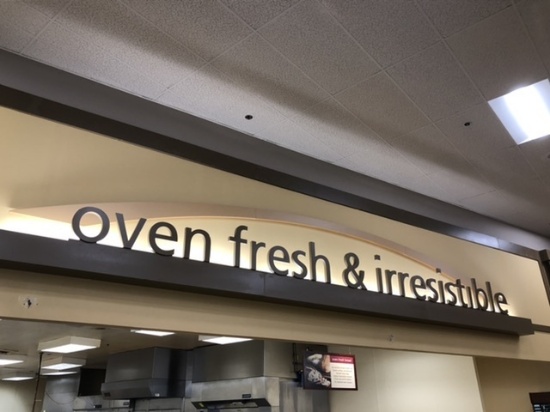 oven fresh & irresistible